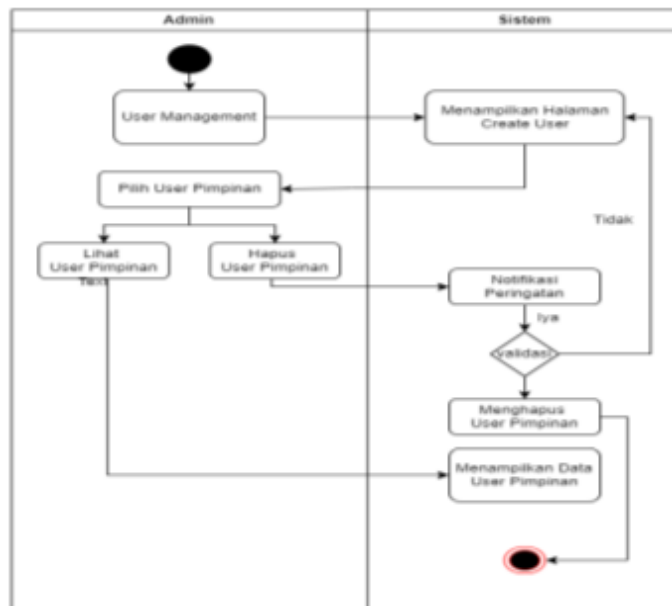 Admin
Sistem
User Management
Menampilkan Halaman
Create User
Pilih User Pimpinan
Tidak
Lihat
User Pimpinan
Text
Hapus
User Pimpinan
Notifikasi
Peringatan
Iya
validasi
Menghapus
User Pimpinan
Menampilkan Data
User Pimpinan